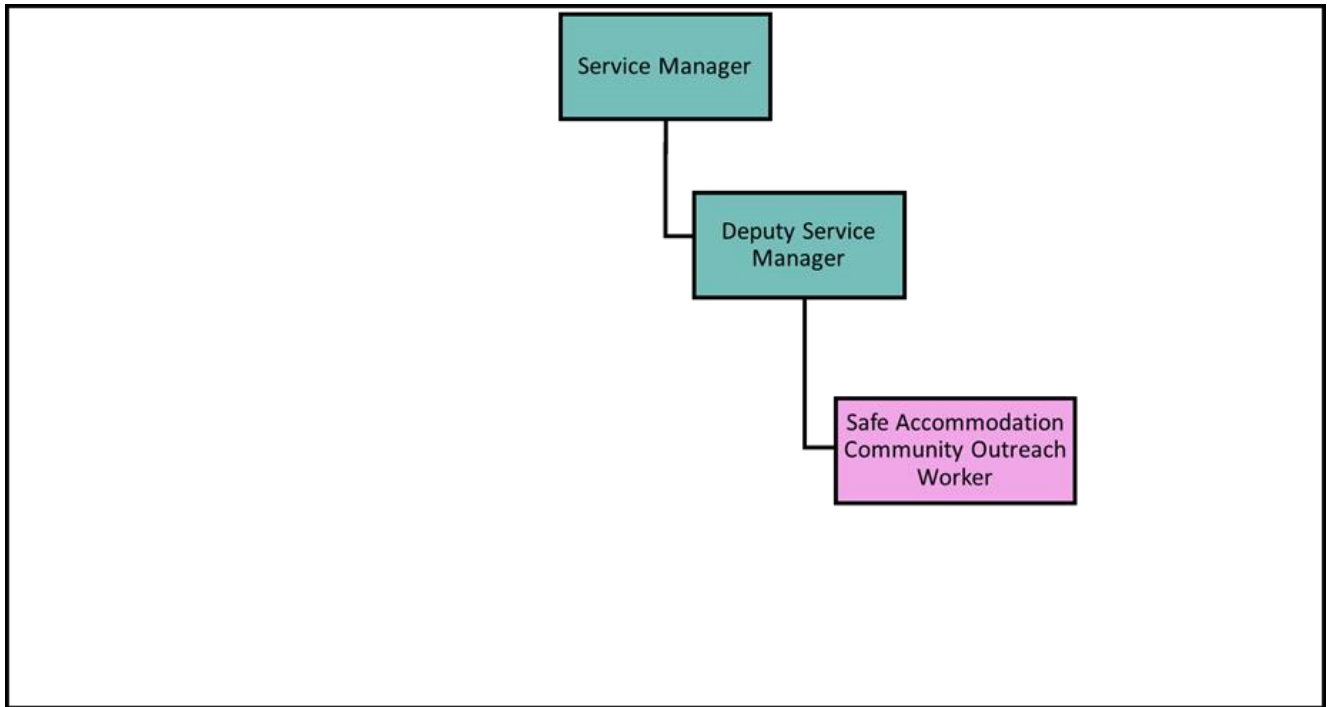 Service Manager
Deputy Service
Manager
Safe Accommodation
Community Outreach
Worker